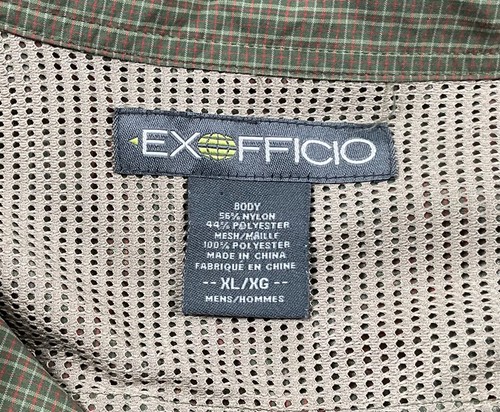 EXOFFICIO
BODY
56% NYLON
44% POLYESTER
MESH/MAILLE
100% POLYESTER
MADE IN CHINA
FABRIQUÉ EN CHINE
-- XL/XG --
MENS/HOMMES